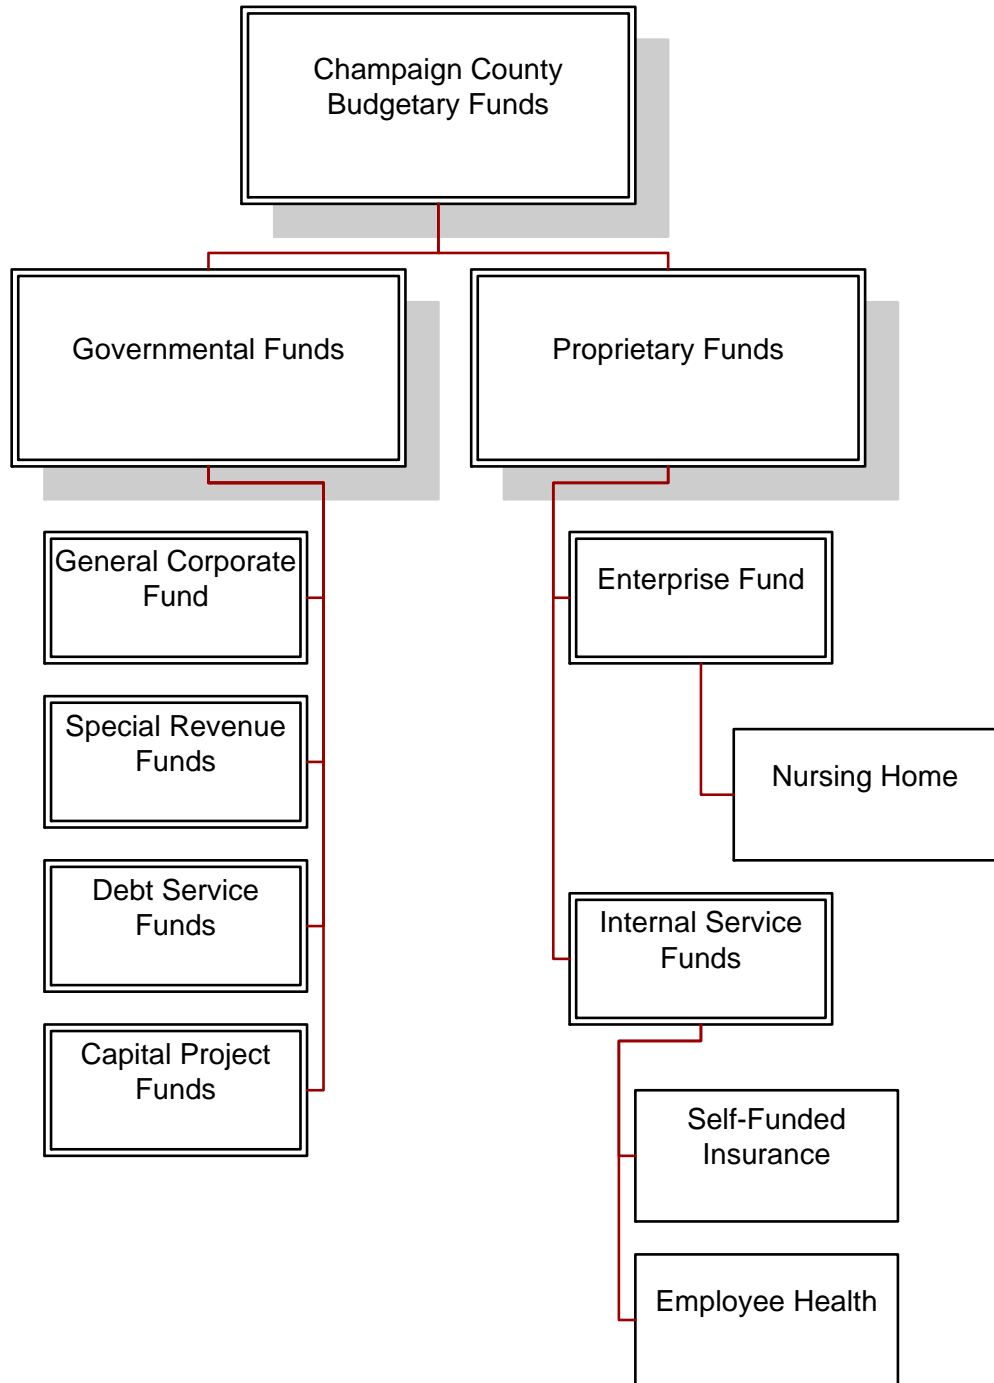 Champaign County
Budgetary Funds
Governmental Funds
Proprietary Funds
General Corporate
Fund
Special Revenue
Funds
Debt Service
Funds
Capital Project
Funds
Enterprise Fund
Nursing Home
Internal Service
Funds
Self-Funded
Insurance
Employee Health